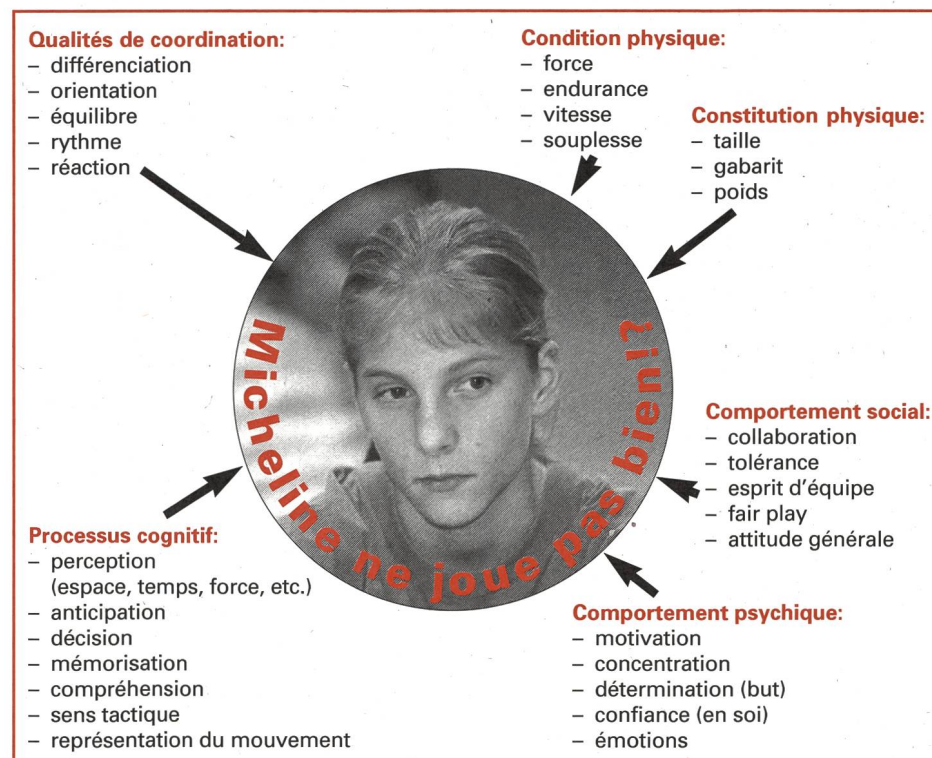 Qualités de coordination:
– différenciation
– orientation
– équilibre
– rythme
– réaction
Condition physique:
– force
– endurance
– vitesse
– souplesse
Constitution physique:
– taille
– gabarit
– poids
Micheline ne joue pas bien!?
Comportement social:
– collaboration
– tolérance
– esprit d'équipe
– fair play
– attitude générale
Processus cognitif:
– perception
(espace, temps, force, etc.)
– anticipation
– décision
– mémorisation
– compréhension
– sens tactique
– représentation du mouvement
Comportement psychique:
– motivation
– concentration
– détermination (but)
– confiance (en soi)
– émotions